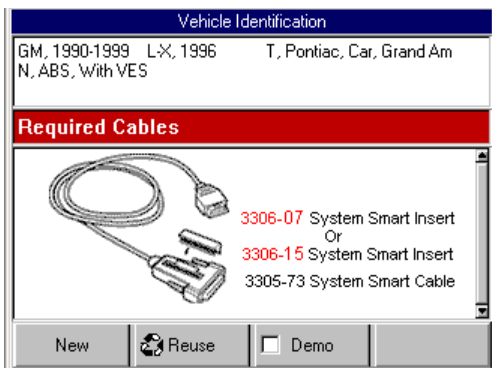 Vehicle Identification
GM, 1990-1999 L-X, 1996 T, Pontiac, Car, Grand Am
N, ABS, With VES
Required Cables
3306-07 System Smart Insert
Or
3306-15 System Smart Insert
3305-73 System Smart Cable
New Reuse Demo